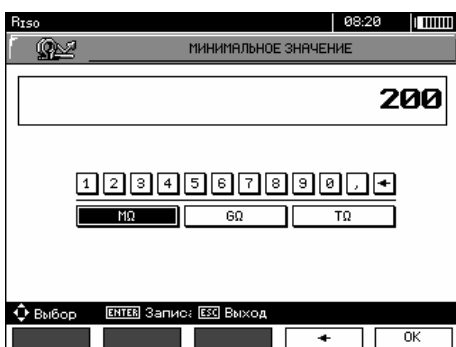 Riso 08:20
МИНИМАЛЬНОЕ ЗНАЧЕНИЕ
200
1 2 3 4 5 6 7 8 9 0 , ←
MΩ GΩ TΩ
Выбор ENTER Запись ESC Выход
← OK